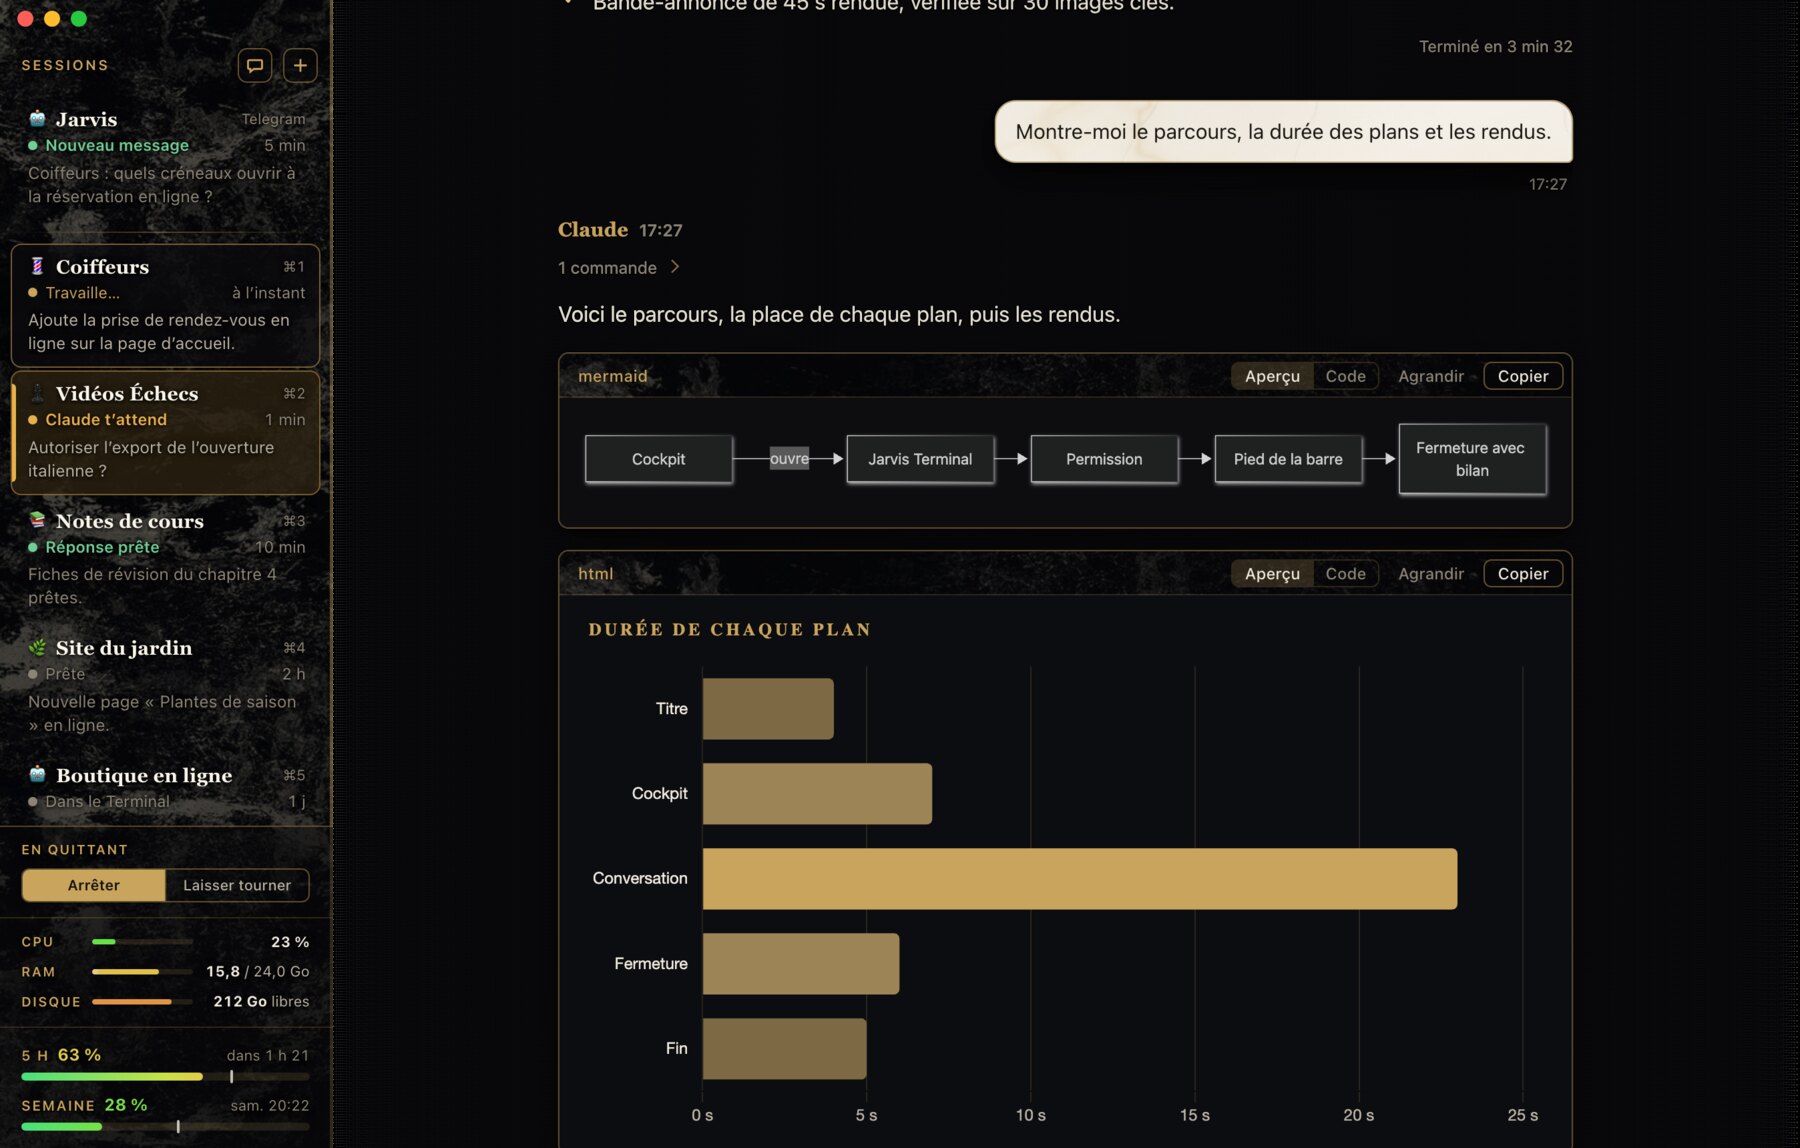 SESSIONS
Jarvis Telegram
Nouveau message 5 min
Coiffeurs : quels créneaux ouvrir à
la réservation en ligne ?
Coiffeurs ⌘1
Travaille... à l’instant
Ajoute la prise de rendez-vous en
ligne sur la page d’accueil.
Vidéos Échecs ⌘2
Claude t’attend 1 min
Autoriser l’export de l’ouverture
italienne ?
Notes de cours ⌘3
Réponse prête 10 min
Fiches de révision du chapitre 4
prêtes.
Site du jardin ⌘4
Prête 2 h
Nouvelle page « Plantes de saison
» en ligne.
Boutique en ligne ⌘5
Dans le Terminal 1 j
EN QUITTANT
Arrêter Laisser tourner
CPU 23 %
RAM 15,8 / 24,0 Go
DISQUE 212 Go libres
5 H 63 % dans 1 h 21
SEMAINE 28 % sam. 20:22
Bande-annonce de 45 s rendue, vérifiée sur 30 images clés.
Terminé en 3 min 32
Montre-moi le parcours, la durée des plans et les rendus.
17:27
Claude 17:27
1 commande
Voici le parcours, la place de chaque plan, puis les rendus.
mermaid Aperçu Code Agrandir Copier
Cockpit ouvre Jarvis Terminal Permission Pied de la barre Fermeture avec
bilan
html Aperçu Code Agrandir Copier
DURÉE DE CHAQUE PLAN
Titre
Cockpit
Conversation
Fermeture
Fin
0 s 5 s 10 s 15 s 20 s 25 s